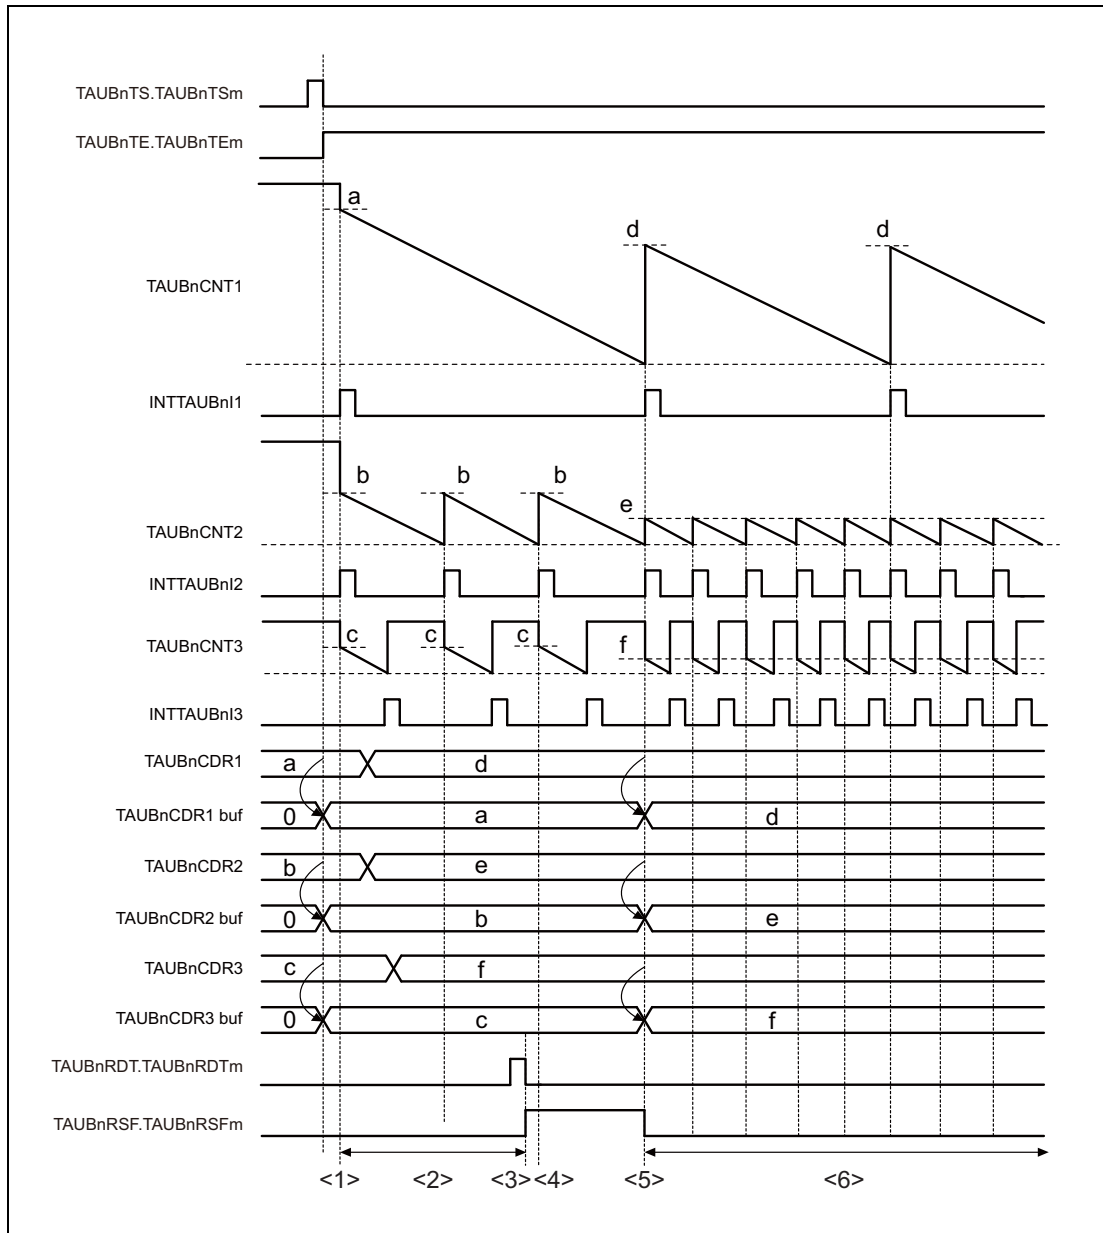 TAUBnTS.TAUBnTSm
TAUBnTE.TAUBnTEm
a
d d
TAUBnCNT1
INTTAUBnI1
b b b
e
TAUBnCNT2
INTTAUBnI2
TAUBnCNT3 c c c f
INTTAUBnI3
TAUBnCDR1 a d
TAUBnCDR1 buf 0 a d
TAUBnCDR2 b e
TAUBnCDR2 buf 0 b e
TAUBnCDR3 c f
TAUBnCDR3 buf 0 c f
TAUBnRDT.TAUBnRDTm
TAUBnRSF.TAUBnRSFm
<1> <2> <3> <4> <5> <6>